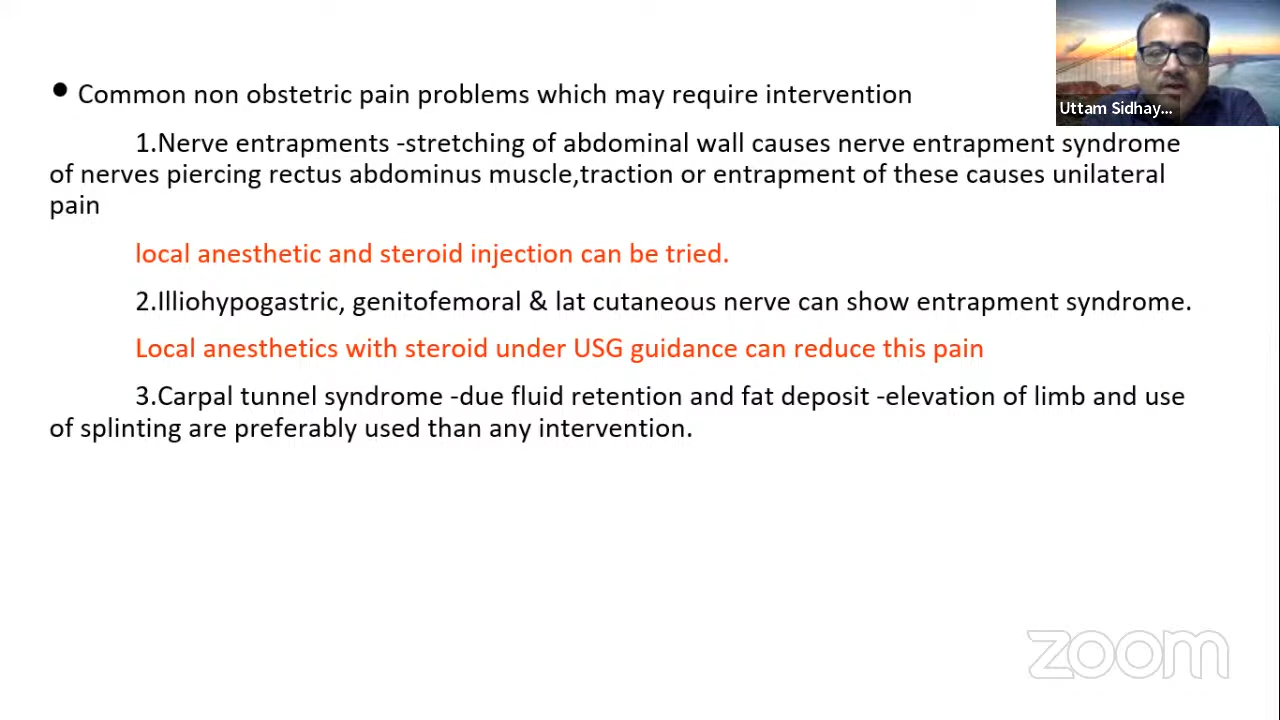 Uttam Sidhay...
• Common non obstetric pain problems which may require intervention
1.Nerve entrapments -stretching of abdominal wall causes nerve entrapment syndrome
of nerves piercing rectus abdominus muscle,traction or entrapment of these causes unilateral
pain
local anesthetic and steroid injection can be tried.
2.Illiohypogastric, genitofemoral & lat cutaneous nerve can show entrapment syndrome.
Local anesthetics with steroid under USG guidance can reduce this pain
3.Carpal tunnel syndrome -due fluid retention and fat deposit -elevation of limb and use
of splinting are preferably used than any intervention.
zoom